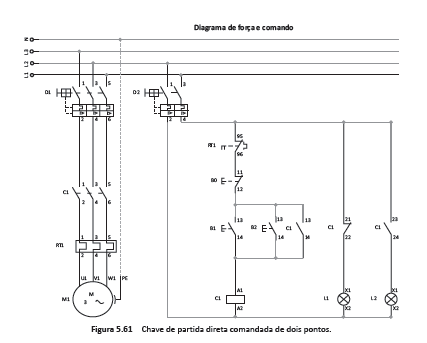 Diagrama de força e comando
N
L3
L2
L1
D1 1 3 5
2 4 6
D2 1 3
2 4
RT1 95
96
B0 11
12
C1 1 3 5
2 4 6
B1 13
14
B2 13
14
C1 13
14
C1 21
22
23
24
RT1 1 3 5
2 4 6
U1 V1 W1 PE
M1 M
3
C1 A1
A2
L1 X1
X2
L2 X1
X2
Figura 5.61 Chave de partida direta comandada de dois pontos.